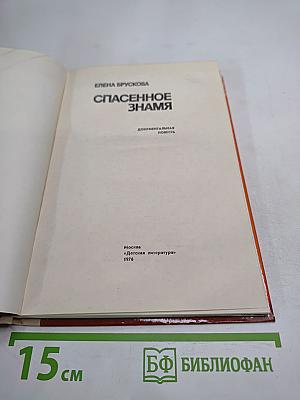 ЕЛЕНА БРУСКОВА
СПАСЕННОЕ
ЗНАМЯ
ДОКУМЕНТАЛЬНАЯ
ПОВЕСТЬ
Москва
«Детская литература»
1976
15 СМ
БФ БИБЛИОФАН